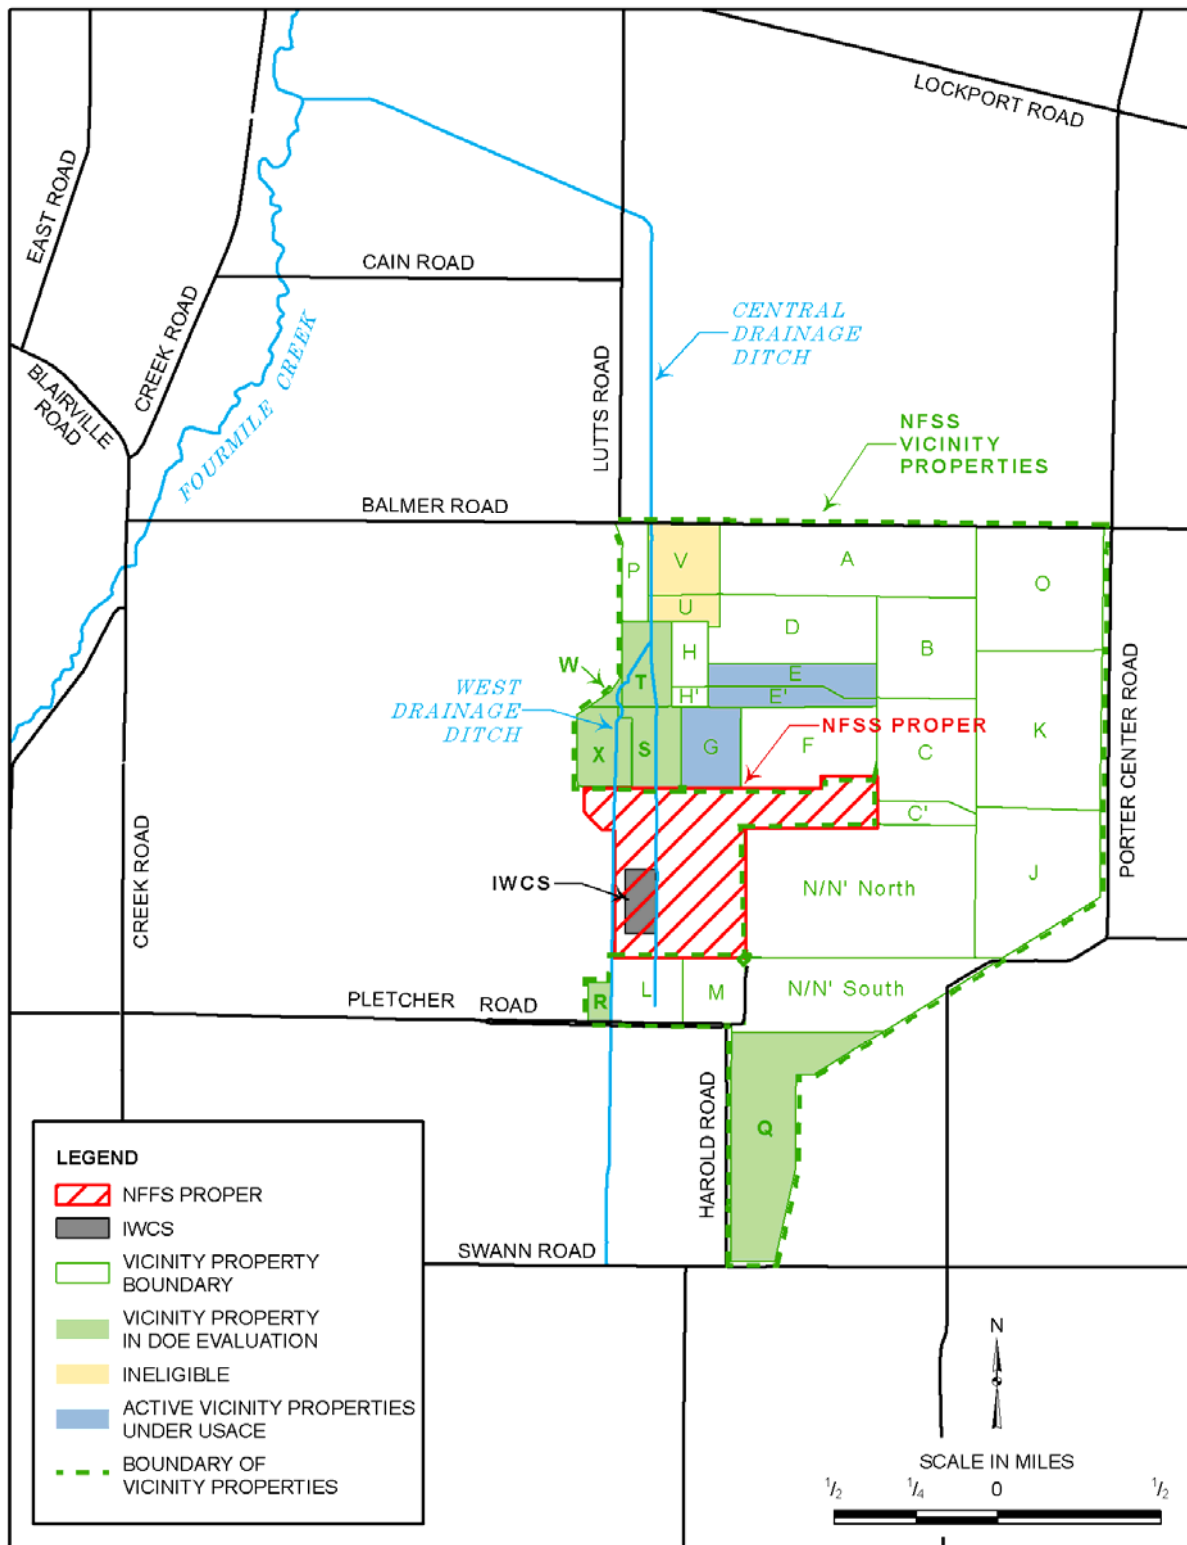 LOCKPORT ROAD
EAST ROAD
CAIN ROAD
CREEK ROAD
CENTRAL
DRAINAGE
DITCH
FOURMILE CREEK
BLAIRVILLE
ROAD
LUTTS ROAD
NFSS
VICINITY
PROPERTIES
BALMER ROAD
P
V
A
O
U
D
B
H
W
T
E
H'
E'
WEST
DRAINAGE
DITCH
NFSS PROPER
X
S
G
F
C
K
C'
PORTER CENTER ROAD
CREEK ROAD
IWCS
N/N' North
J
R
L
M
N/N' South
PLETCHER ROAD
HAROLD ROAD
Q
SWANN ROAD
LEGEND
NFFS PROPER
IWCS
VICINITY PROPERTY
BOUNDARY
VICINITY PROPERTY
IN DOE EVALUATION
INELIGIBLE
ACTIVE VICINITY PROPERTIES
UNDER USACE
BOUNDARY OF
VICINITY PROPERTIES
N
SCALE IN MILES
1/2 1/4 0 1/2